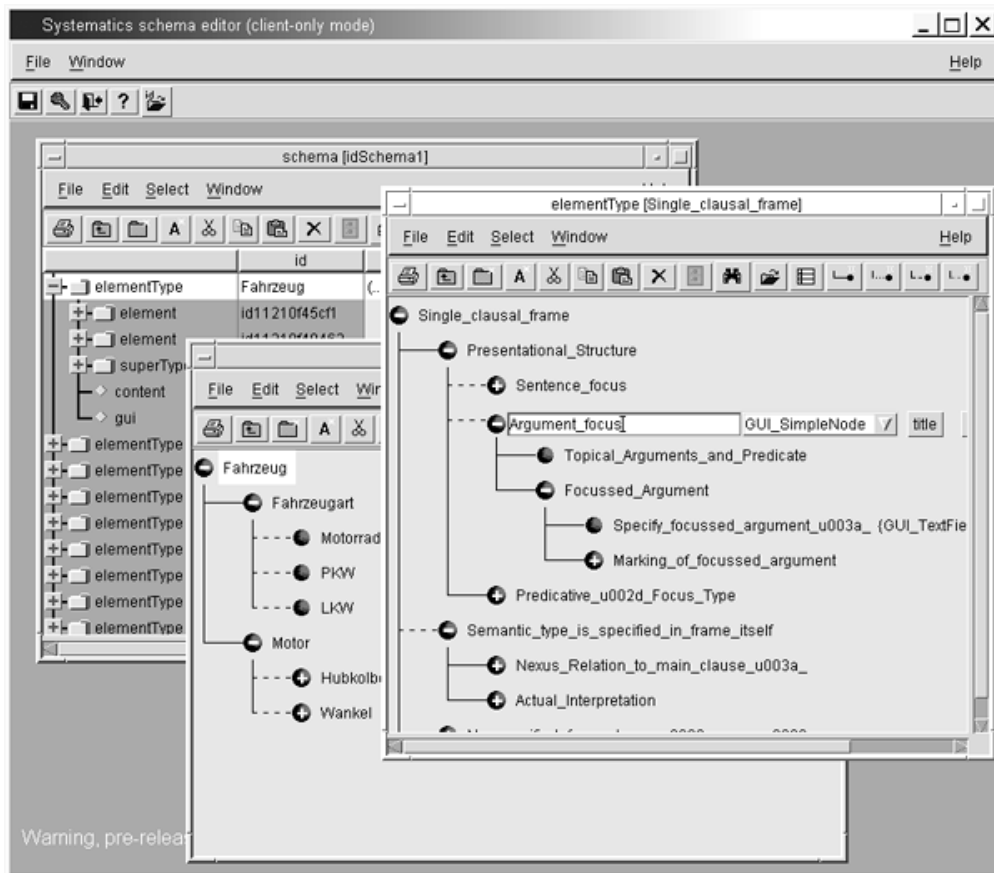 Systematics schema editor (client-only mode)
File Window Help
?
schema [idSchema1]
File Edit Select Window
A
id
elementType Fahrzeug (..
element id11210f45cf1
element
superType
content
gui
elementType
elementType
elementType
elementType
elementType
elementType
elementType
elementType
File Edit Select
A
Fahrzeug
Fahrzeugart
Motorrad
PKW
LKW
Motor
Hubkolbe
Wankel
elementType [Single_clausal_frame]
File Edit Select Window Help
A
Single_clausal_frame
Presentational_Structure
Sentence_focus
Argument_focus GUI_SimpleNode title
Topical_Arguments_and_Predicate
Focussed_Argument
Specify_focussed_argument_u003a_ {GUI_TextFie
Marking_of_focussed_argument
Predicative_u002d_Focus_Type
Semantic_type_is_specified_in_frame_itself
Nexus_Relation_to_main_clause_u003a_
Actual_Interpretation
Warning, pre-releas